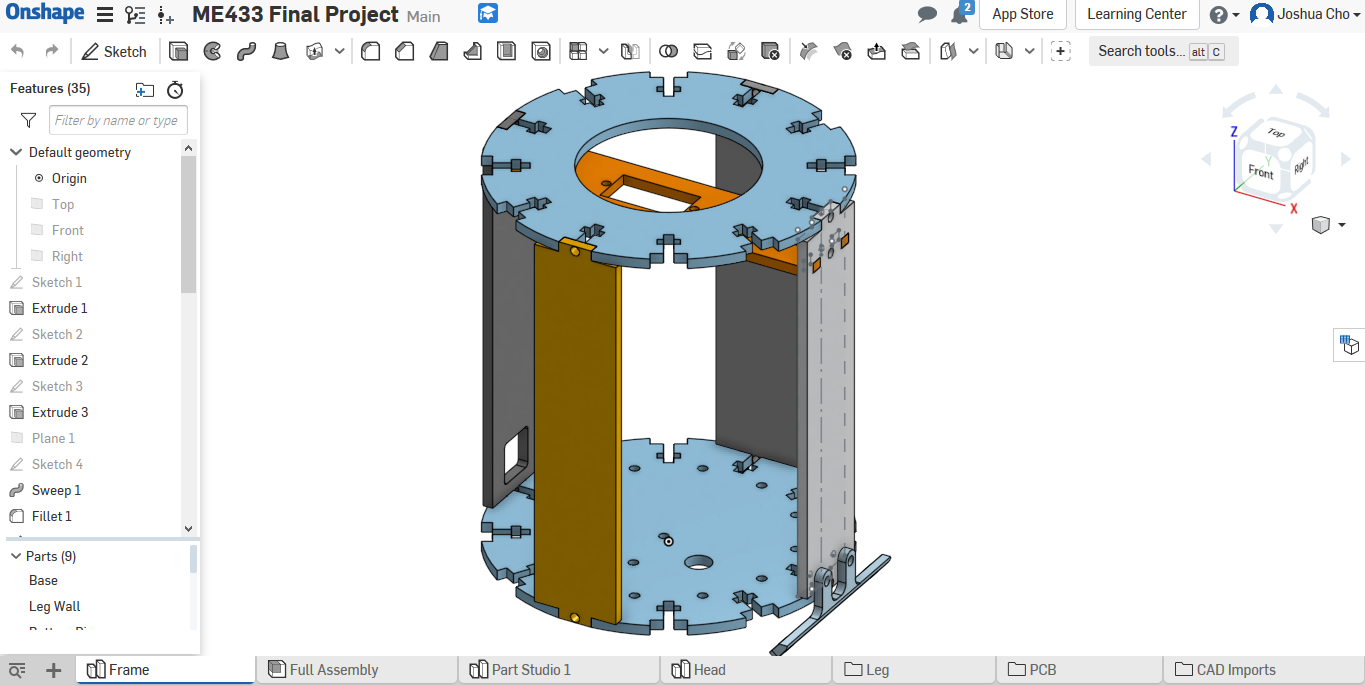 Onshape ME433 Final Project Main 2 App Store Learning Center Joshua Cho
Sketch Search tools... alt C
Features (35)
Filter by name or type
Default geometry
Origin
Top
Front
Right
Sketch 1
Extrude 1
Sketch 2
Extrude 2
Sketch 3
Extrude 3
Plane 1
Sketch 4
Sweep 1
Fillet 1
Parts (9)
Base
Leg Wall
Z Top
Y
Front Right
X
Frame Full Assembly Part Studio 1 Head Leg PCB CAD Imports